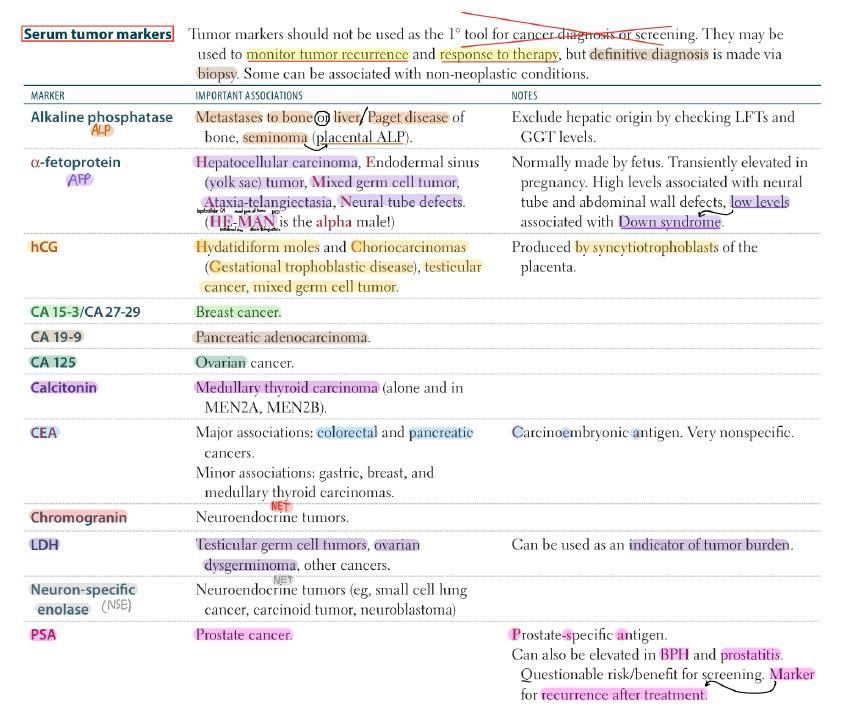 Serum tumor markers Tumor markers should not be used as the 1° tool for cancer diagnosis or screening. They may be
used to monitor tumor recurrence and response to therapy, but definitive diagnosis is made via
biopsy. Some can be associated with non-neoplastic conditions.
MARKER IMPORTANT ASSOCIATIONS NOTES
Alkaline phosphatase Metastases to bone or liver, Paget disease of Exclude hepatic origin by checking LFTs and
ALP bone, seminoma (placental ALP). GGT levels.
α-fetoprotein Hepatocellular carcinoma, Endodermal sinus Normally made by fetus. Transiently elevated in
AFP (yolk sac) tumor, Mixed germ cell tumor, pregnancy. High levels associated with neural
Ataxia-telangiectasia, Neural tube defects. tube and abdominal wall defects, low levels
(HE-MAN is the alpha male!) associated with Down syndrome.
hCG Hydatidiform moles and Choriocarcinomas Produced by syncytiotrophoblasts of the
(Gestational trophoblastic disease), testicular placenta.
cancer, mixed germ cell tumor.
CA 15-3/CA 27-29 Breast cancer.
CA 19-9 Pancreatic adenocarcinoma.
CA 125 Ovarian cancer.
Calcitonin Medullary thyroid carcinoma (alone and in
MEN2A, MEN2B).
CEA Major associations: colorectal and pancreatic Carcinoembryonic antigen. Very nonspecific.
cancers.
Minor associations: gastric, breast, and
medullary thyroid carcinomas.
NET
Chromogranin Neuroendocrine tumors.
LDH Testicular germ cell tumors, ovarian Can be used as an indicator of tumor burden.
dysgerminoma, other cancers.
NET
Neuron-specific Neuroendocrine tumors (eg, small cell lung
enolase (NSE) cancer, carcinoid tumor, neuroblastoma)
PSA Prostate cancer. Prostate-specific antigen.
Can also be elevated in BPH and prostatitis.
Questionable risk/benefit for screening. Marker
for recurrence after treatment.